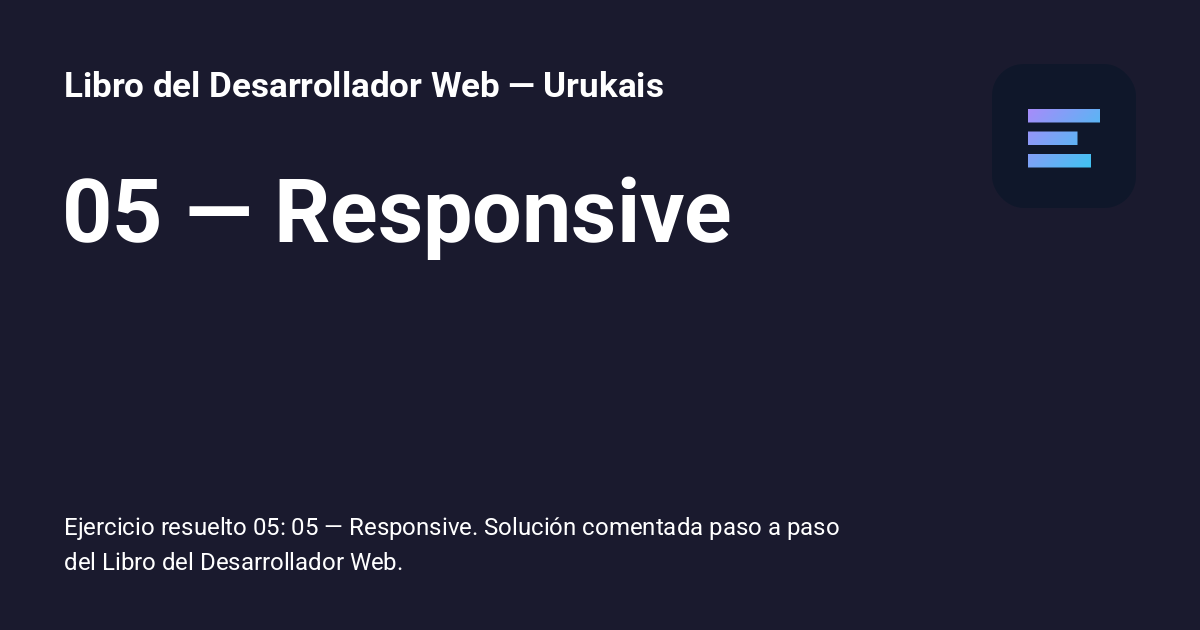 Libro del Desarrollador Web — Urukais
05 — Responsive
Ejercicio resuelto 05: 05 — Responsive. Solución comentada paso a paso
del Libro del Desarrollador Web.